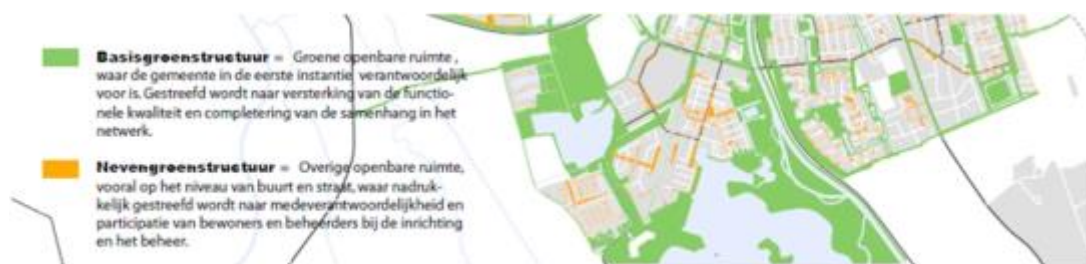 Basisgroenstructuur = Groene openbare ruimte ,
waar de gemeente in de eerste instantie verantwoordelijk
voor is. Gestreefd wordt naar versterking van de functio-
nele kwaliteit en completering van de samenhang in het
netwerk.
Nevengroenstructuur = Overige openbare ruimte,
vooral op het niveau van buurt en straat, waar nadruk-
kelijk gestreefd wordt naar medeverantwoordelijkheid en
participatie van bewoners en beheerders bij de inrichting
en het beheer.